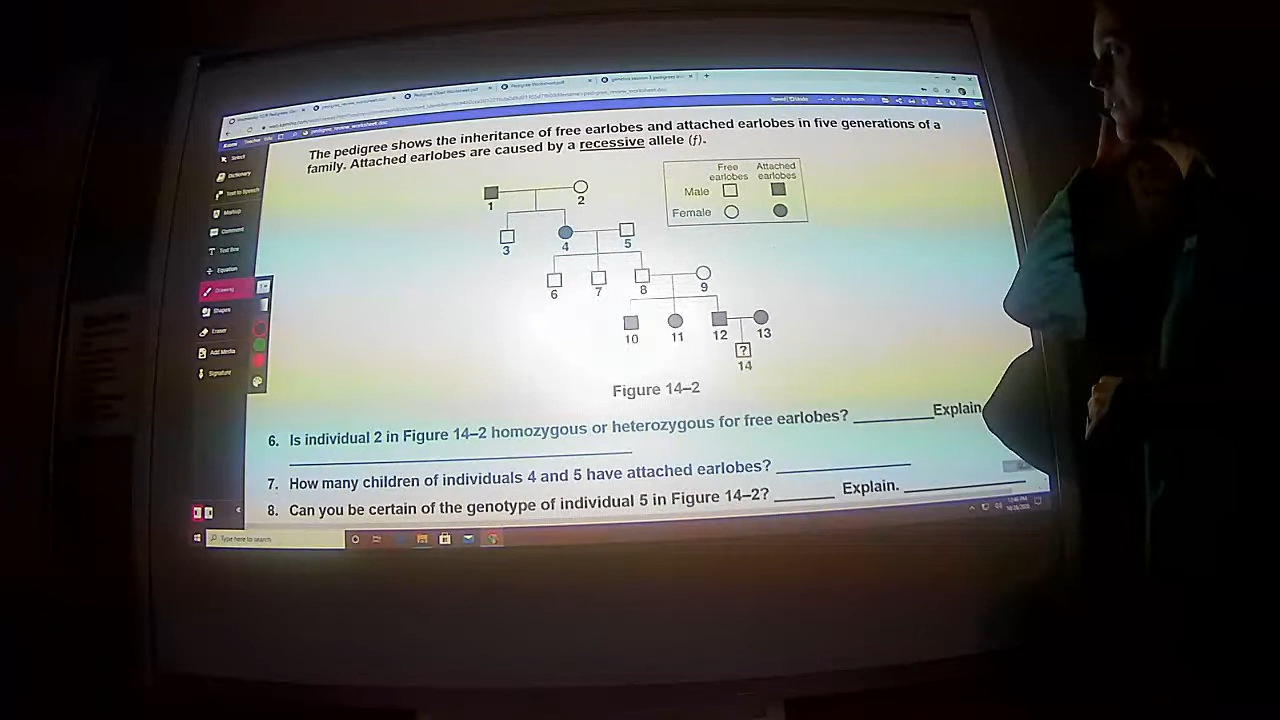 The pedigree shows the inheritance of free earlobes and attached earlobes in five generations of a
family. Attached earlobes are caused by a recessive allele (f).
Free earlobes
Attached earlobes
Male
Female
1
2
3
4
5
6
7
8
9
10
11
12
13
?
14
Figure 14–2
6. Is individual 2 in Figure 14–2 homozygous or heterozygous for free earlobes? ________ Explain
7. How many children of individuals 4 and 5 have attached earlobes? ________
8. Can you be certain of the genotype of individual 5 in Figure 14–2? ________ Explain. ________
Select
Dictionary
Text to Speech
Markup
Comment
Text Box
Equation
Drawing
Shapes
Eraser
Add Media
Signature
Type here to search